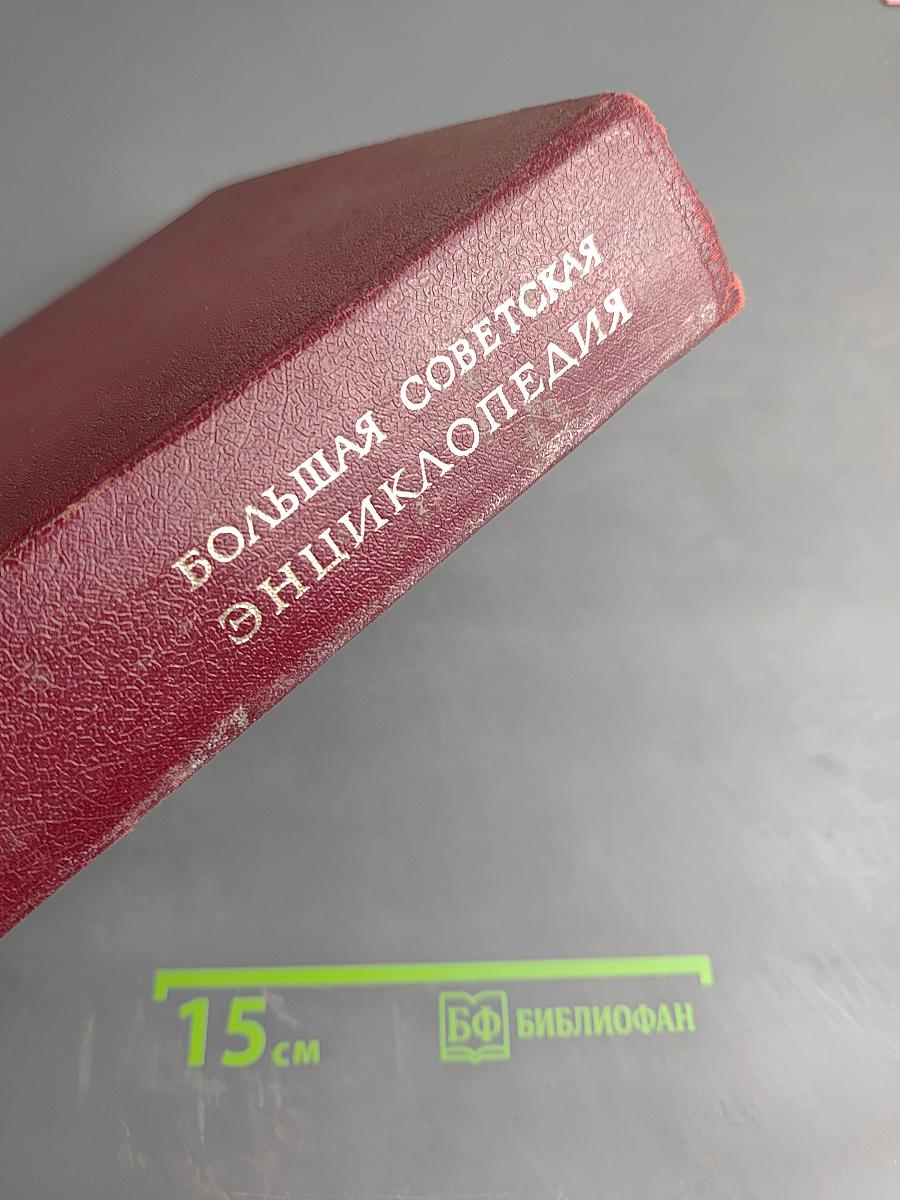 БОЛЬШАЯ СОВЕТСКАЯ
ЭНЦИКЛОПЕДИЯ
15 см
БФ БИБЛИОФАН